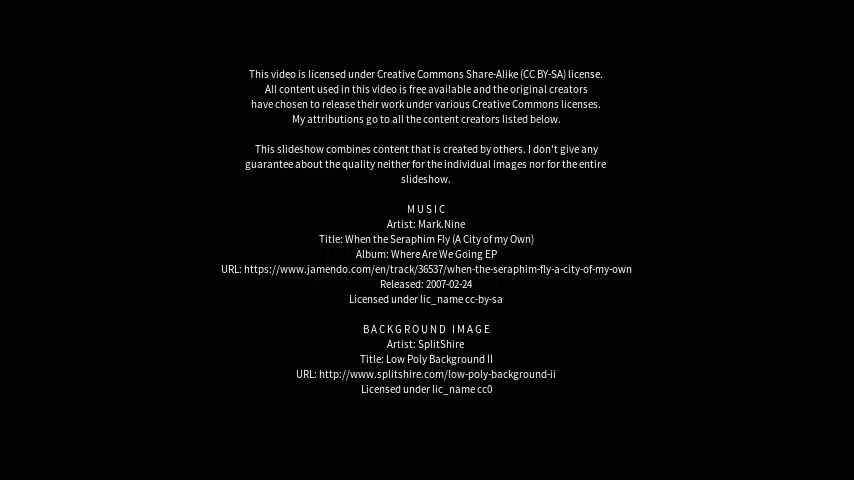 This video is licensed under Creative Commons Share-Alike (CC BY-SA) license.
All content used in this video is free available and the original creators
have chosen to release their work under various Creative Commons licenses.
My attributions go to all the content creators listed below.
This slideshow combines content that is created by others. I don't give any
guarantee about the quality neither for the individual images nor for the entire
slideshow.
MUSIC
Artist: Mark.Nine
Title: When the Seraphim Fly (A City of my Own)
Album: Where Are We Going EP
URL: https://www.jamendo.com/en/track/36537/when-the-seraphim-fly-a-city-of-my-own
Released: 2007-02-24
Licensed under lic_name cc-by-sa
BACKGROUND IMAGE
Artist: SplitShire
Title: Low Poly Background II
URL: http://www.splitshire.com/low-poly-background-ii
Licensed under lic_name cc0